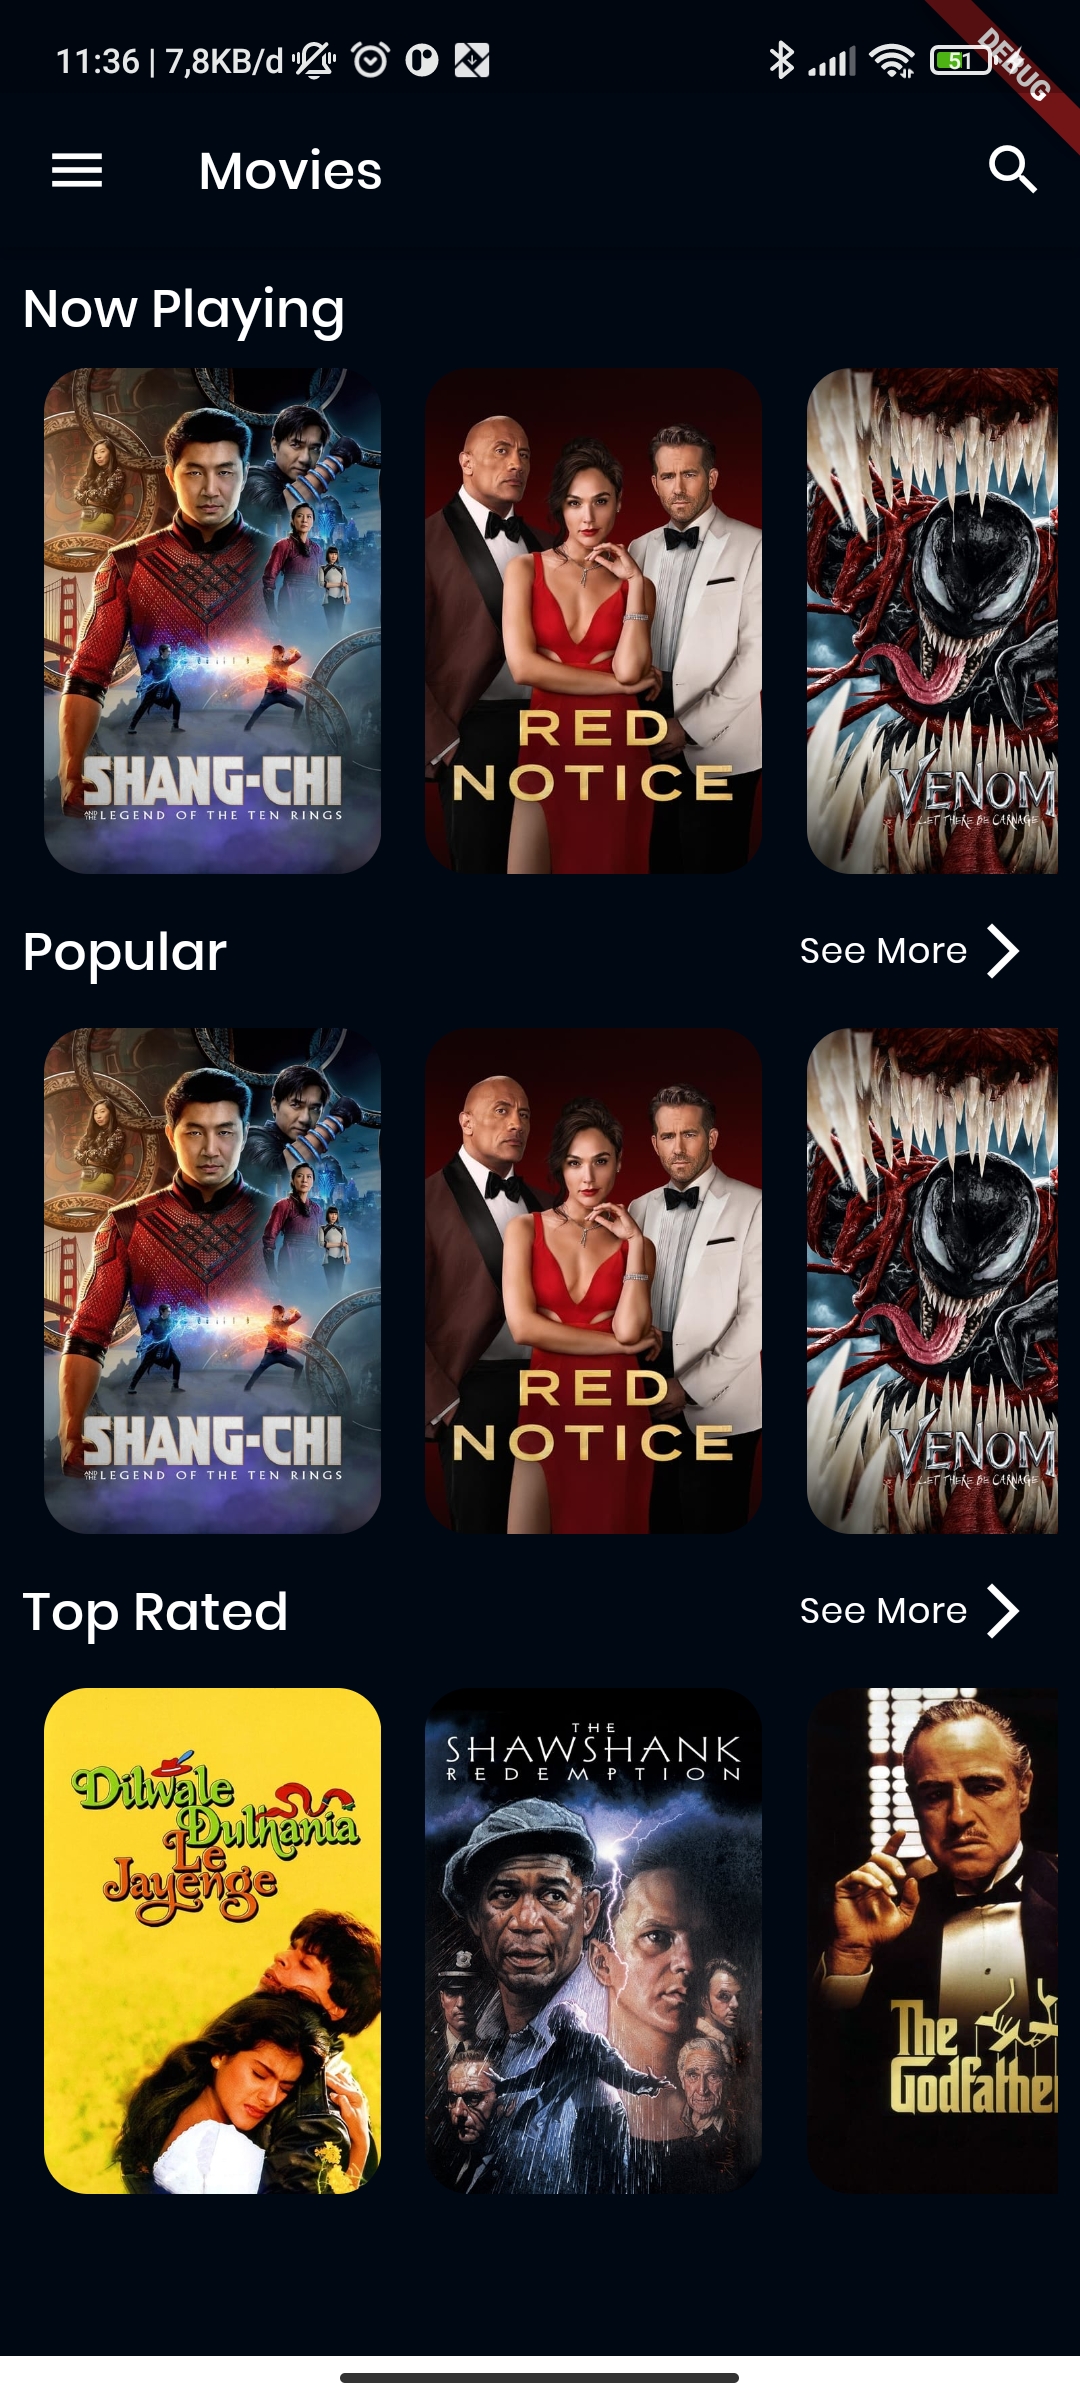 11:36 | 7,8KB/d
51
DEBUG
Movies
Now Playing
SHANG-CHI
AND THE LEGEND OF THE TEN RINGS
RED
NOTICE
VENOM
LET THERE BE CARNAGE
Popular
See More
SHANG-CHI
AND THE LEGEND OF THE TEN RINGS
RED
NOTICE
VENOM
LET THERE BE CARNAGE
Top Rated
See More
Dilwale
Dulhania
Le
Jayenge
THE
SHAWSHANK
REDEMPTION
The
Godfathe